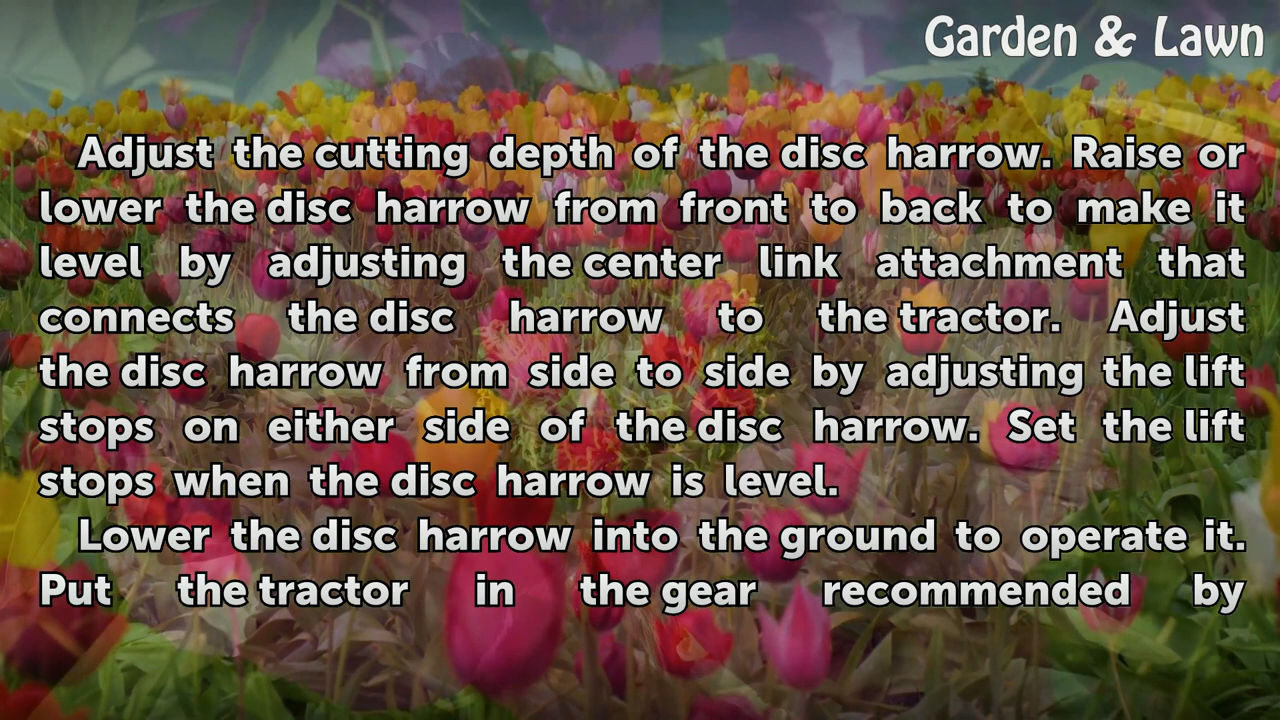 Garden & Lawn
Adjust the cutting depth of the disc harrow. Raise or
lower the disc harrow from front to back to make it
level by adjusting the center link attachment that
connects the disc harrow to the tractor. Adjust
the disc harrow from side to side by adjusting the lift
stops on either side of the disc harrow. Set the lift
stops when the disc harrow is level.
Lower the disc harrow into the ground to operate it.
Put the tractor in the gear recommended by